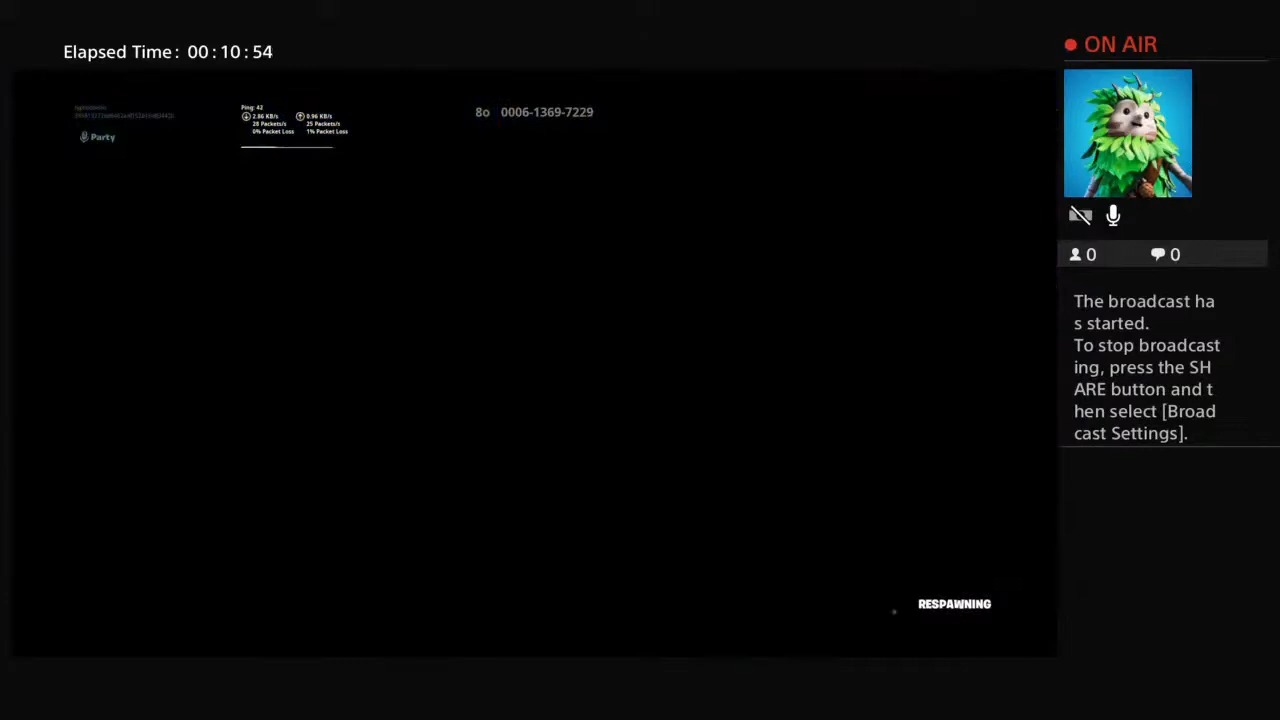 Elapsed Time: 00:10:54
ON AIR
Ping: 42
2.86 KB/s 0.96 KB/s
28 Packets/s 25 Packets/s
0% Packet Loss 1% Packet Loss
8o 0006-1369-7229
Party
0 0
The broadcast ha
s started.
To stop broadcast
ing, press the SH
ARE button and t
hen select [Broad
cast Settings].
RESPAWNING